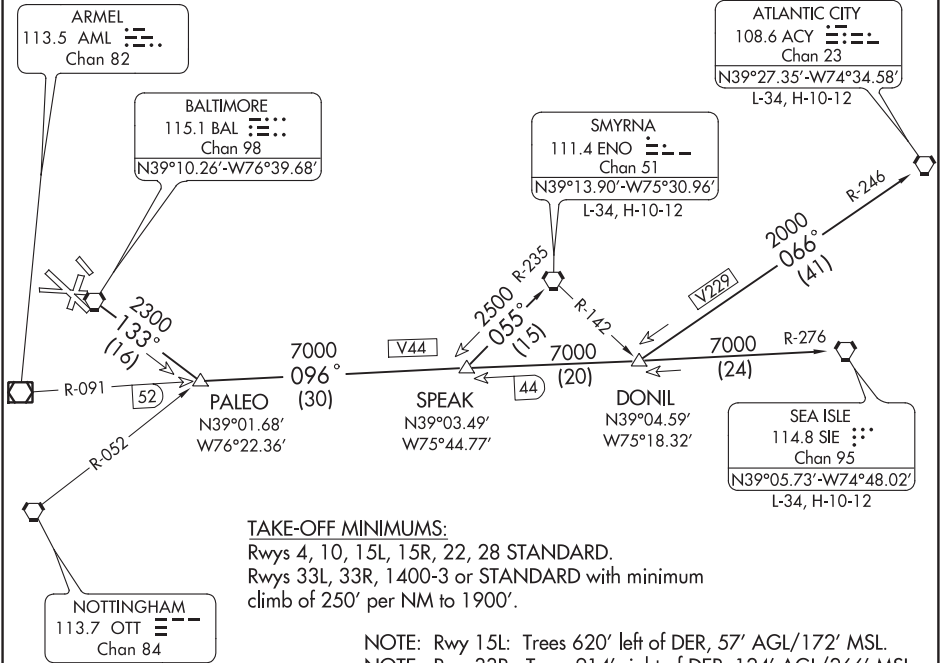 ARMEL
113.5 AML
Chan 82
BALTIMORE
115.1 BAL
Chan 98
N39°10.26'-W76°39.68'
SMYRNA
111.4 ENO
Chan 51
N39°13.90'-W75°30.96'
L-34, H-10-12
ATLANTIC CITY
108.6 ACY
Chan 23
N39°27.35'-W74°34.58'
L-34, H-10-12
R-246
2000
066°
(41)
V229
R-235
2500
055°
(15)
R-142
2300
133°
(16)
R-091
52
7000
096°
(30)
V44
7000
(20)
44
7000
(24)
R-276
PALEO
N39°01.68'
W76°22.36'
SPEAK
N39°03.49'
W75°44.77'
DONIL
N39°04.59'
W75°18.32'
SEA ISLE
114.8 SIE
Chan 95
N39°05.73'-W74°48.02'
L-34, H-10-12
R-052
NOTTINGHAM
113.7 OTT
Chan 84
TAKE-OFF MINIMUMS:
Rwys 4, 10, 15L, 15R, 22, 28 STANDARD.
Rwys 33L, 33R, 1400-3 or STANDARD with minimum
climb of 250' per NM to 1900'.
NOTE: Rwy 15L: Trees 620' left of DER, 57' AGL/172' MSL.